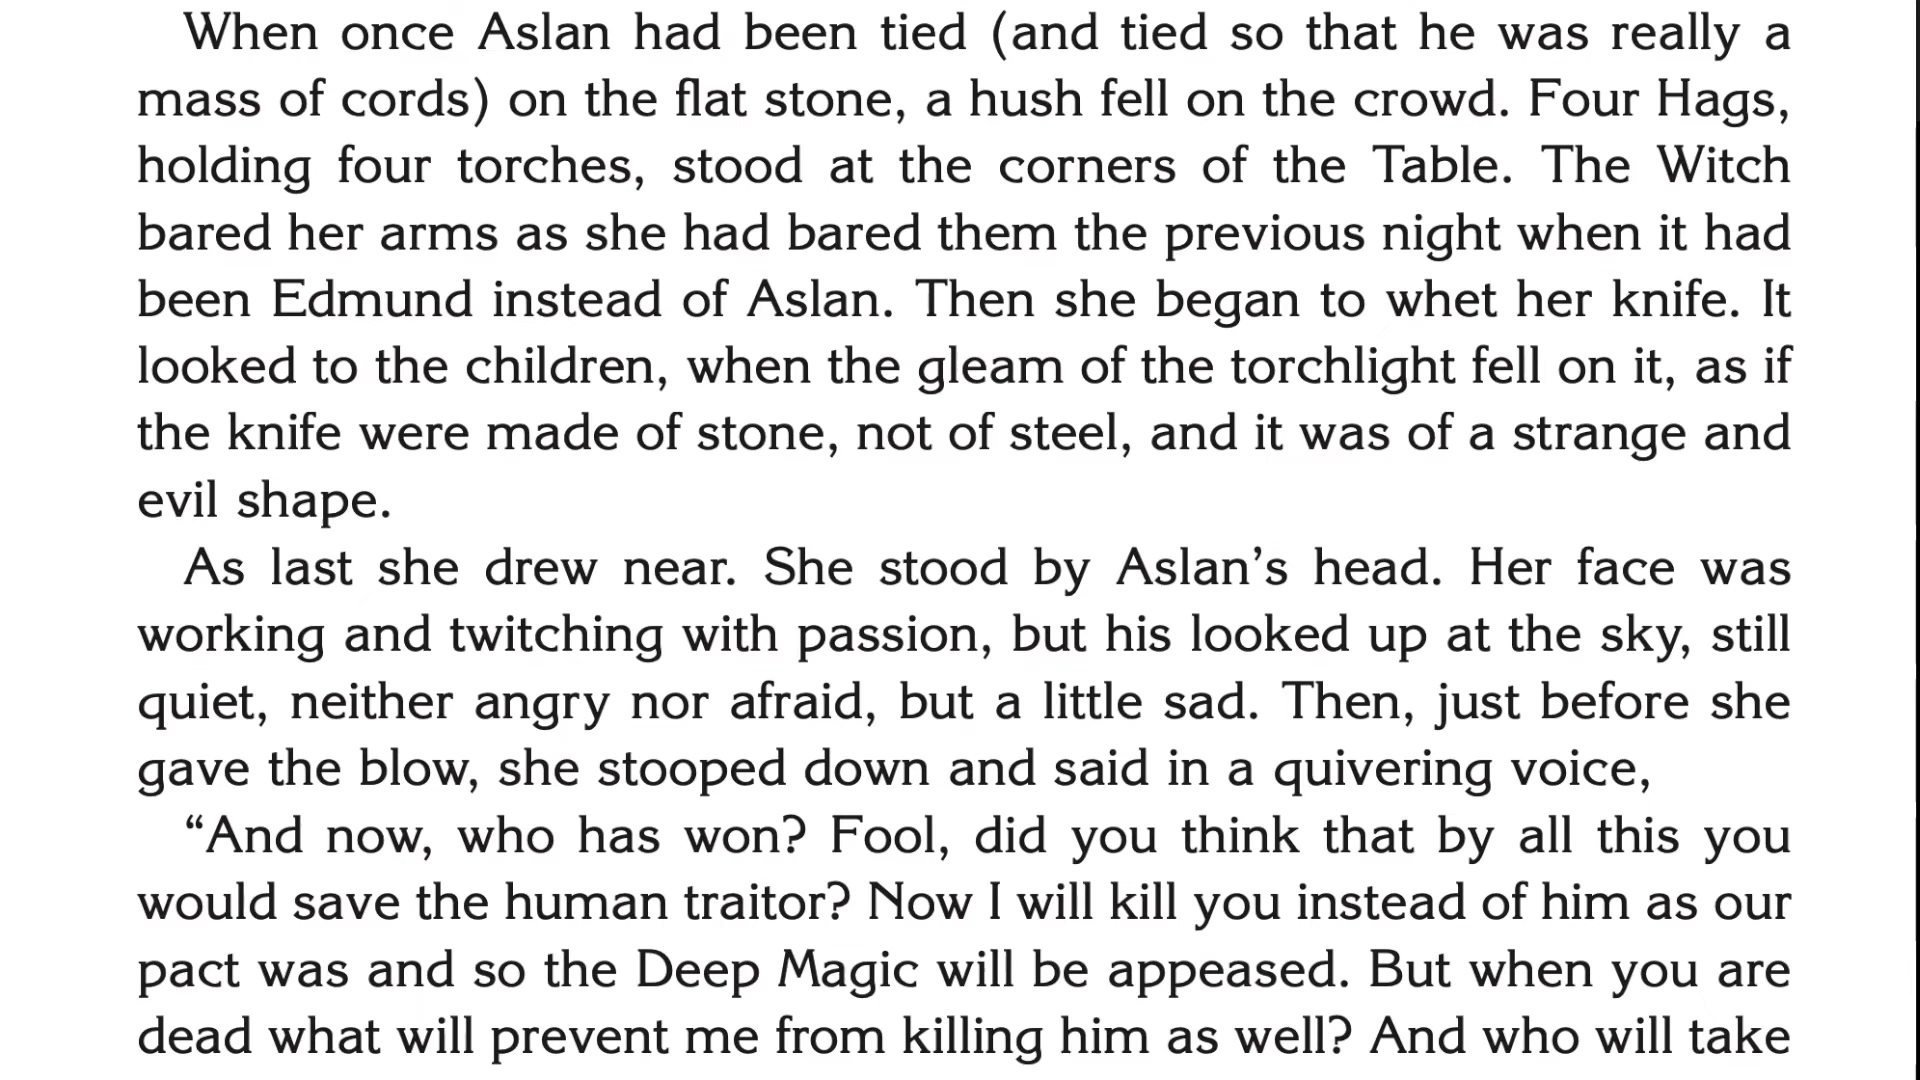 When once Aslan had been tied (and tied so that he was really a
mass of cords) on the flat stone, a hush fell on the crowd. Four Hags,
holding four torches, stood at the corners of the Table. The Witch
bared her arms as she had bared them the previous night when it had
been Edmund instead of Aslan. Then she began to whet her knife. It
looked to the children, when the gleam of the torchlight fell on it, as if
the knife were made of stone, not of steel, and it was of a strange and
evil shape.
As last she drew near. She stood by Aslan’s head. Her face was
working and twitching with passion, but his looked up at the sky, still
quiet, neither angry nor afraid, but a little sad. Then, just before she
gave the blow, she stooped down and said in a quivering voice,
“And now, who has won? Fool, did you think that by all this you
would save the human traitor? Now I will kill you instead of him as our
pact was and so the Deep Magic will be appeased. But when you are
dead what will prevent me from killing him as well? And who will take